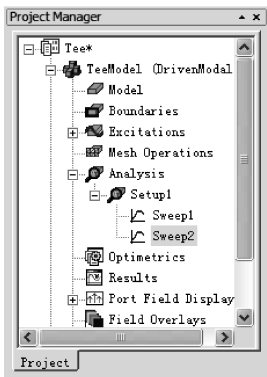 Project Manager
Tee*
TeeModel (DrivenModal
Model
Boundaries
Excitations
Mesh Operations
Analysis
Setup1
Sweep1
Sweep2
Optimetrics
Results
Port Field Display
Field Overlays
Project